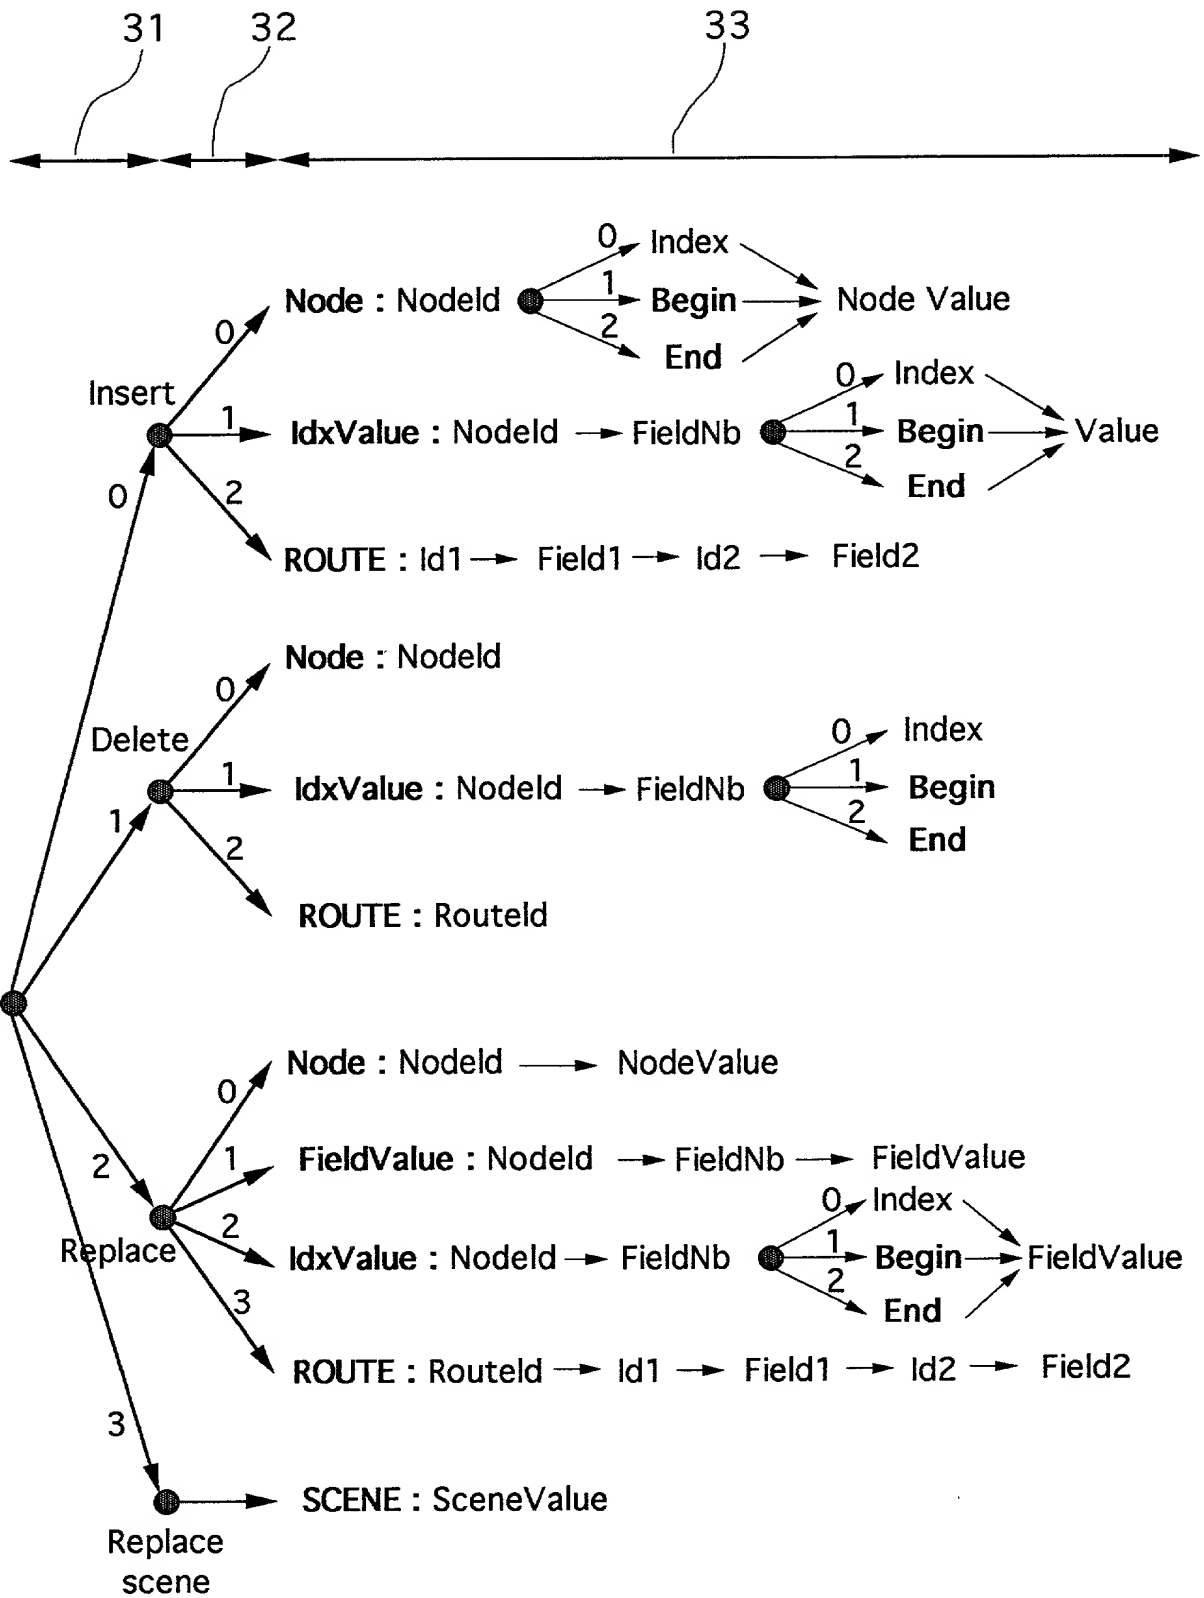 31 32 33
0 Index
Node : NodeId 1 Begin Node Value
0 2 End
Insert 0 Index
1 IdxValue : NodeId FieldNb 1 Begin Value
0 2 2 End
ROUTE : Id1 Field1 Id2 Field2
Node : NodeId
0
Delete 0 Index
1 IdxValue : NodeId FieldNb 1 Begin
1 2 2 End
ROUTE : RouteId
Node : NodeId NodeValue
0
2 1 FieldValue : NodeId FieldNb FieldValue
0 Index
Replace 2 IdxValue : NodeId FieldNb 1 Begin FieldValue
3 2 End
ROUTE : RouteId Id1 Field1 Id2 Field2
3
SCENE : SceneValue
Replace
scene